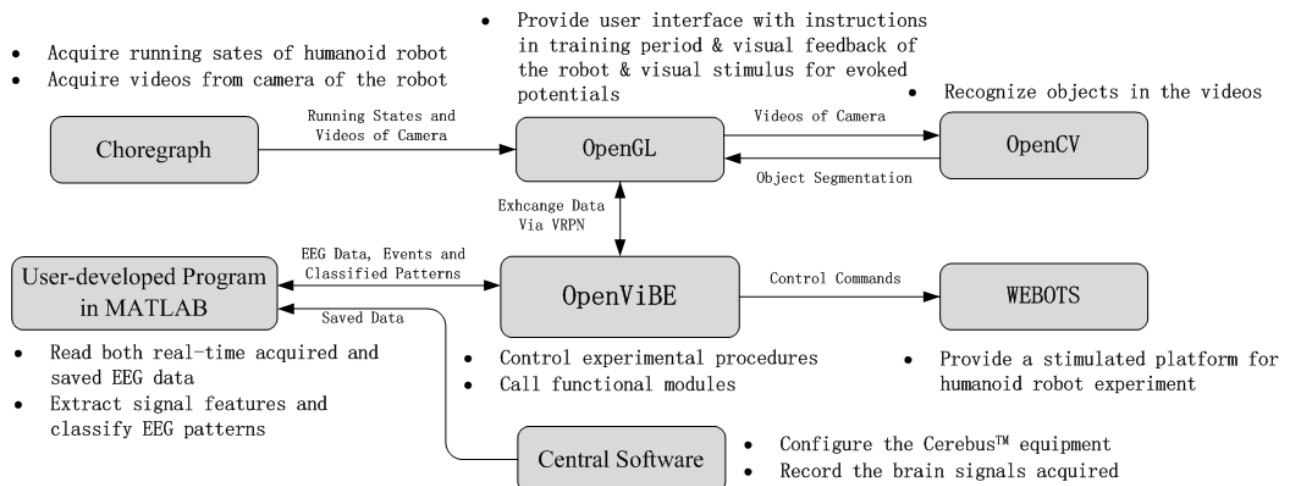 • Acquire running sates of humanoid robot
• Acquire videos from camera of the robot
• Provide user interface with instructions
in training period & visual feedback of
the robot & visual stimulus for evoked
potentials
• Recognize objects in the videos
Choregraph
Running States and
Videos of Camera
OpenGL
Videos of Camera
Object Segmentation
OpenCV
Exhcange Data
Via VRPN
User-developed Program
in MATLAB
EEG Data, Events and
Classified Patterns
Saved Data
OpenViBE
Control Commands
WEBOTS
• Read both real-time acquired and
saved EEG data
• Extract signal features and
classify EEG patterns
• Control experimental procedures
• Call functional modules
• Provide a stimulated platform for
humanoid robot experiment
Central Software
• Configure the Cerebus™ equipment
• Record the brain signals acquired